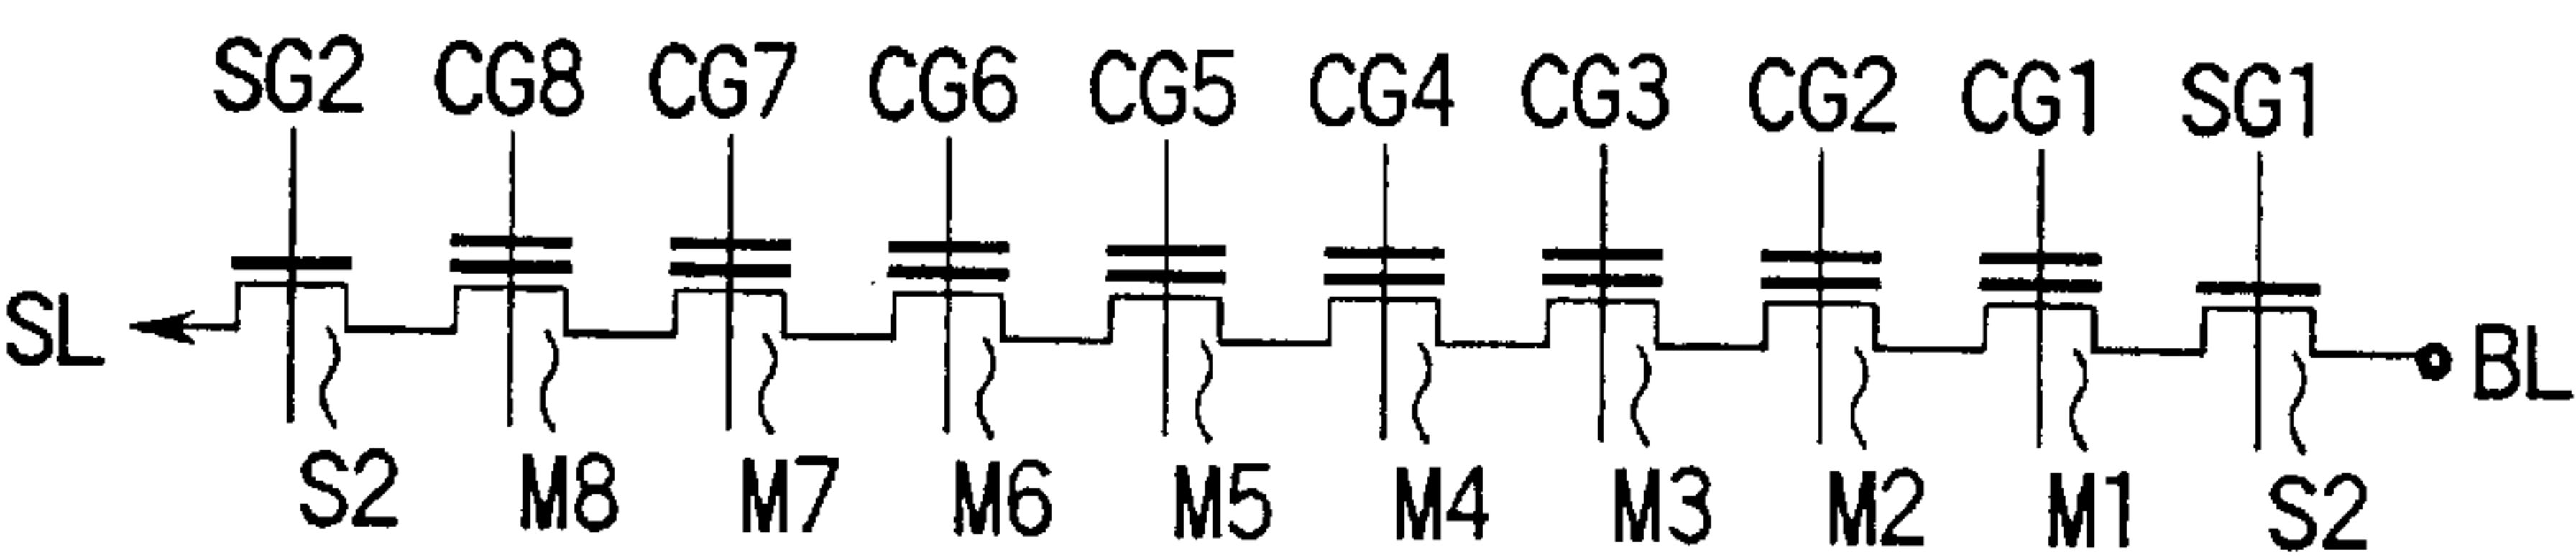 SG2 CG8 CG7 CG6 CG5 CG4 CG3 CG2 CG1 SG1
SL BL
S2 M8 M7 M6 M5 M4 M3 M2 M1 S2